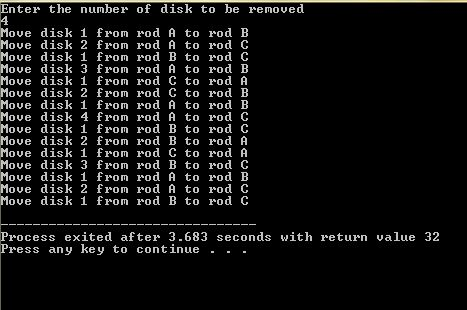 Enter the number of disk to be removed
4
Move disk 1 from rod A to rod B
Move disk 2 from rod A to rod C
Move disk 1 from rod B to rod C
Move disk 3 from rod A to rod B
Move disk 1 from rod C to rod A
Move disk 2 from rod C to rod B
Move disk 1 from rod A to rod B
Move disk 4 from rod A to rod C
Move disk 1 from rod B to rod C
Move disk 2 from rod B to rod A
Move disk 1 from rod C to rod A
Move disk 3 from rod B to rod C
Move disk 1 from rod A to rod B
Move disk 2 from rod A to rod C
Move disk 1 from rod B to rod C
--------------------------------
Process exited after 3.683 seconds with return value 32
Press any key to continue . . .